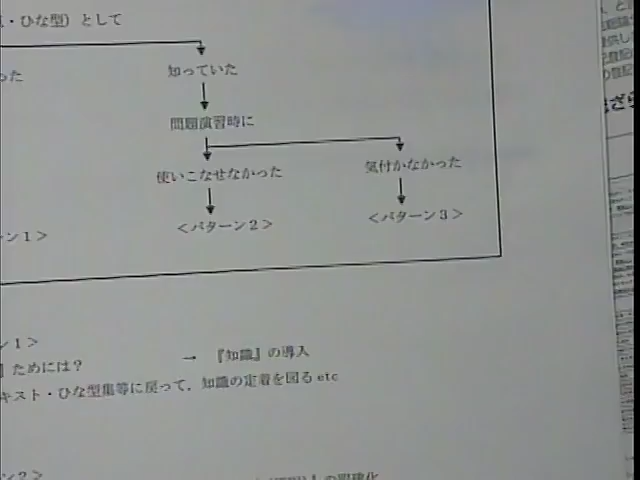 ・ひな型）として
った
知っていた
問題演習時に
使いこなせなかった
気付かなかった
ン１＞
＜パターン２＞
＜パターン３＞
ン１＞
ためには？ → 『知識』の導入
キスト・ひな型集等に戻って，知識の定着を図る etc
ン２＞